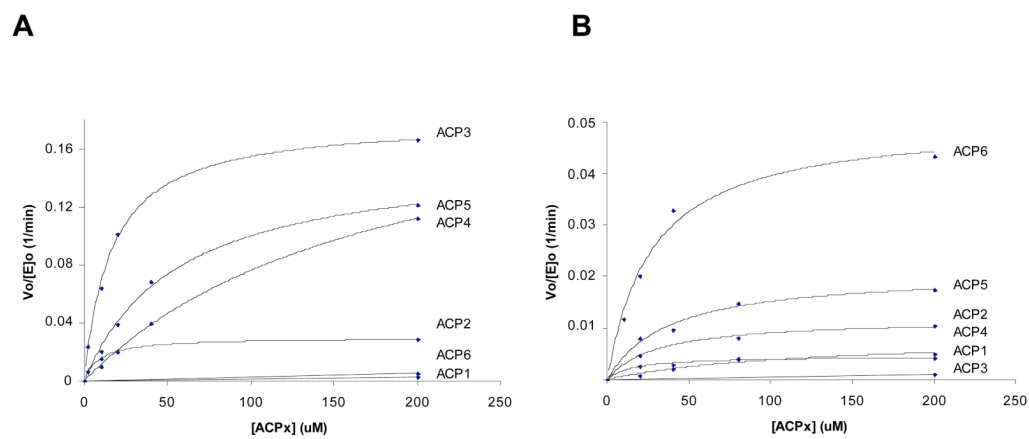 A
Vo/[E]o (1/min)
0.16
0.12
0.08
0.04
0
0
50
100
150
200
250
[ACPx] (uM)
ACP3
ACP5
ACP4
ACP2
ACP6
ACP1
B
Vo/[E]o (1/min)
0.05
0.04
0.03
0.02
0.01
0
50
100
150
200
250
[ACPx] (uM)
ACP6
ACP5
ACP2
ACP4
ACP1
ACP3